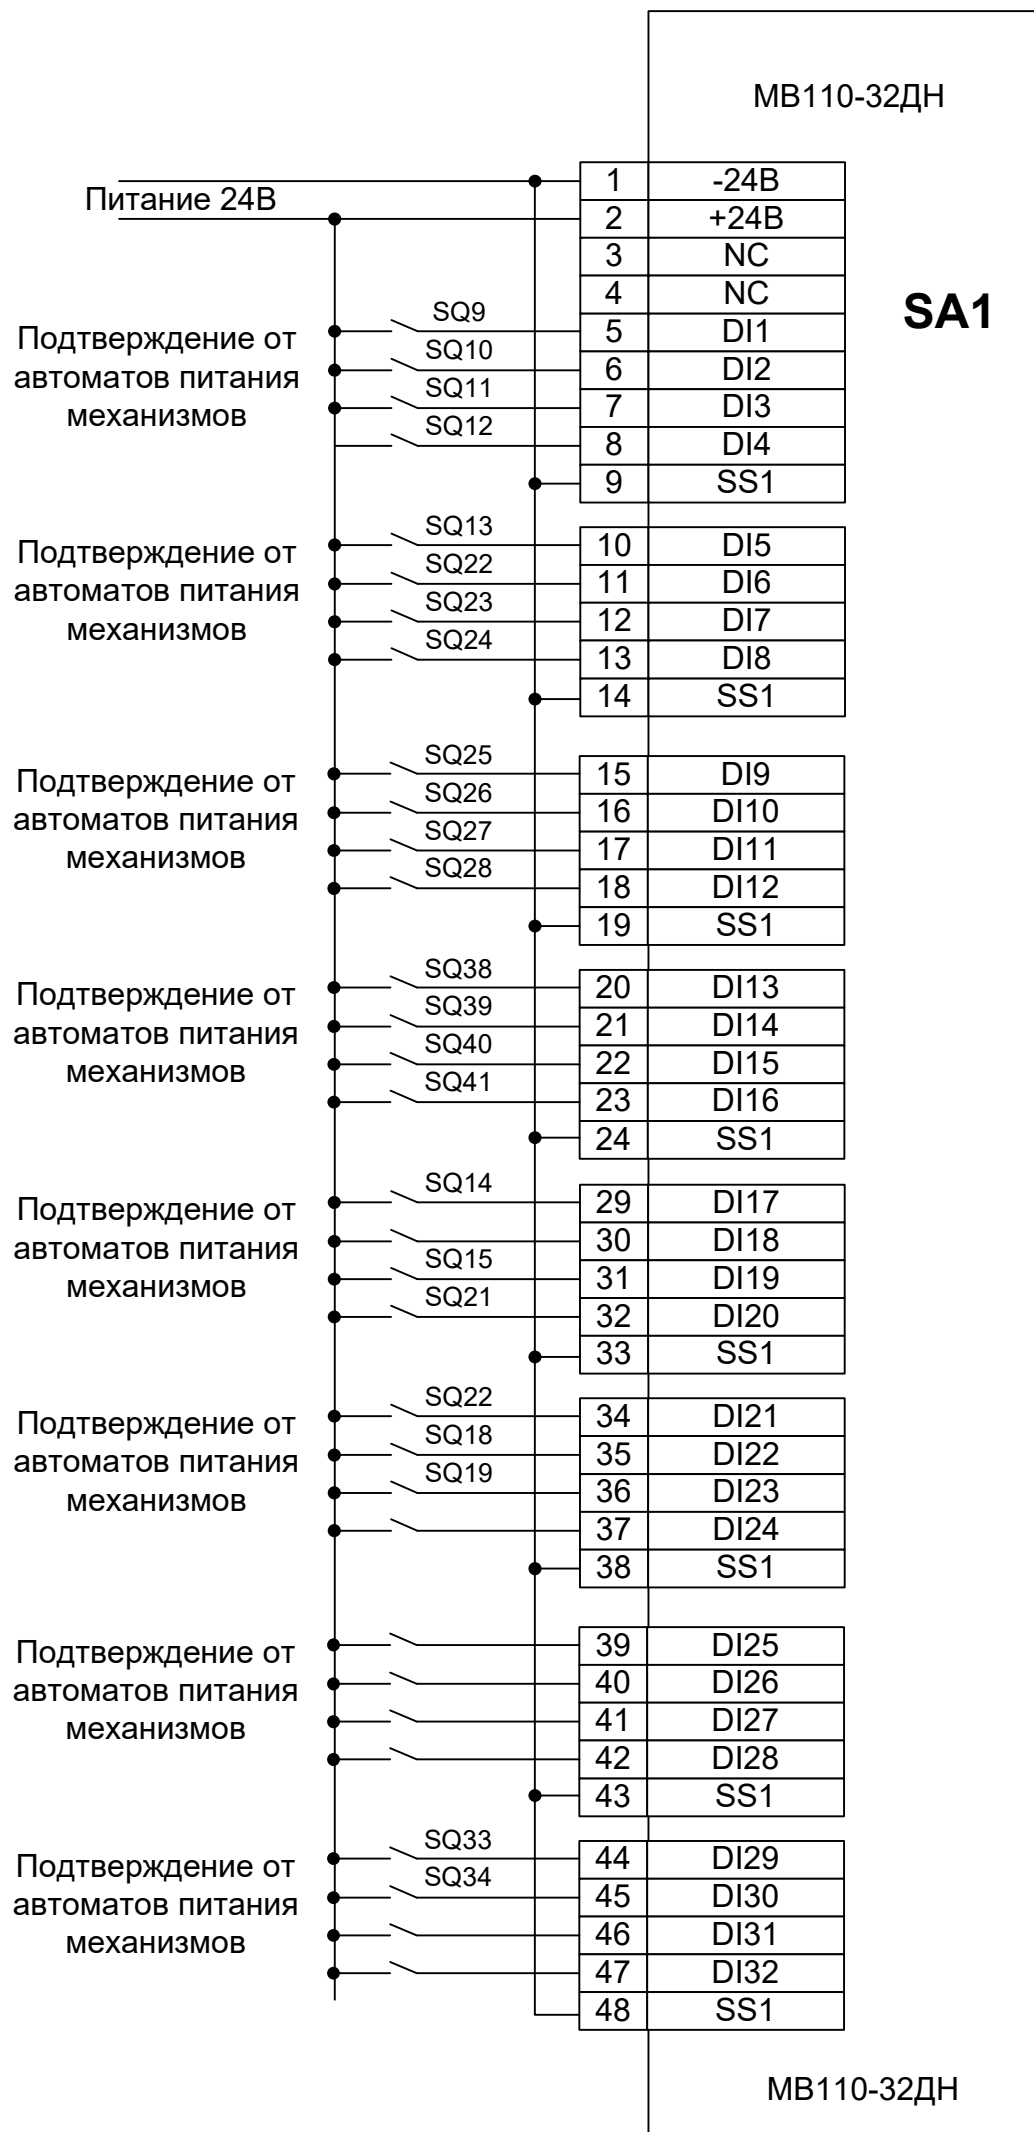 МВ110-32ДН
Питание 24В
1 -24В
2 +24В
3 NC
4 NC
SA1
Подтверждение от
автоматов питания
механизмов
SQ9 5 DI1
SQ10 6 DI2
SQ11 7 DI3
SQ12 8 DI4
9 SS1
Подтверждение от
автоматов питания
механизмов
SQ13 10 DI5
SQ22 11 DI6
SQ23 12 DI7
SQ24 13 DI8
14 SS1
Подтверждение от
автоматов питания
механизмов
SQ25 15 DI9
SQ26 16 DI10
SQ27 17 DI11
SQ28 18 DI12
19 SS1
Подтверждение от
автоматов питания
механизмов
SQ38 20 DI13
SQ39 21 DI14
SQ40 22 DI15
SQ41 23 DI16
24 SS1
Подтверждение от
автоматов питания
механизмов
SQ14 29 DI17
30 DI18
SQ15 31 DI19
SQ21 32 DI20
33 SS1
Подтверждение от
автоматов питания
механизмов
SQ22 34 DI21
SQ18 35 DI22
SQ19 36 DI23
37 DI24
38 SS1
Подтверждение от
автоматов питания
механизмов
39 DI25
40 DI26
41 DI27
42 DI28
43 SS1
Подтверждение от
автоматов питания
механизмов
SQ33 44 DI29
SQ34 45 DI30
46 DI31
47 DI32
48 SS1
МВ110-32ДН